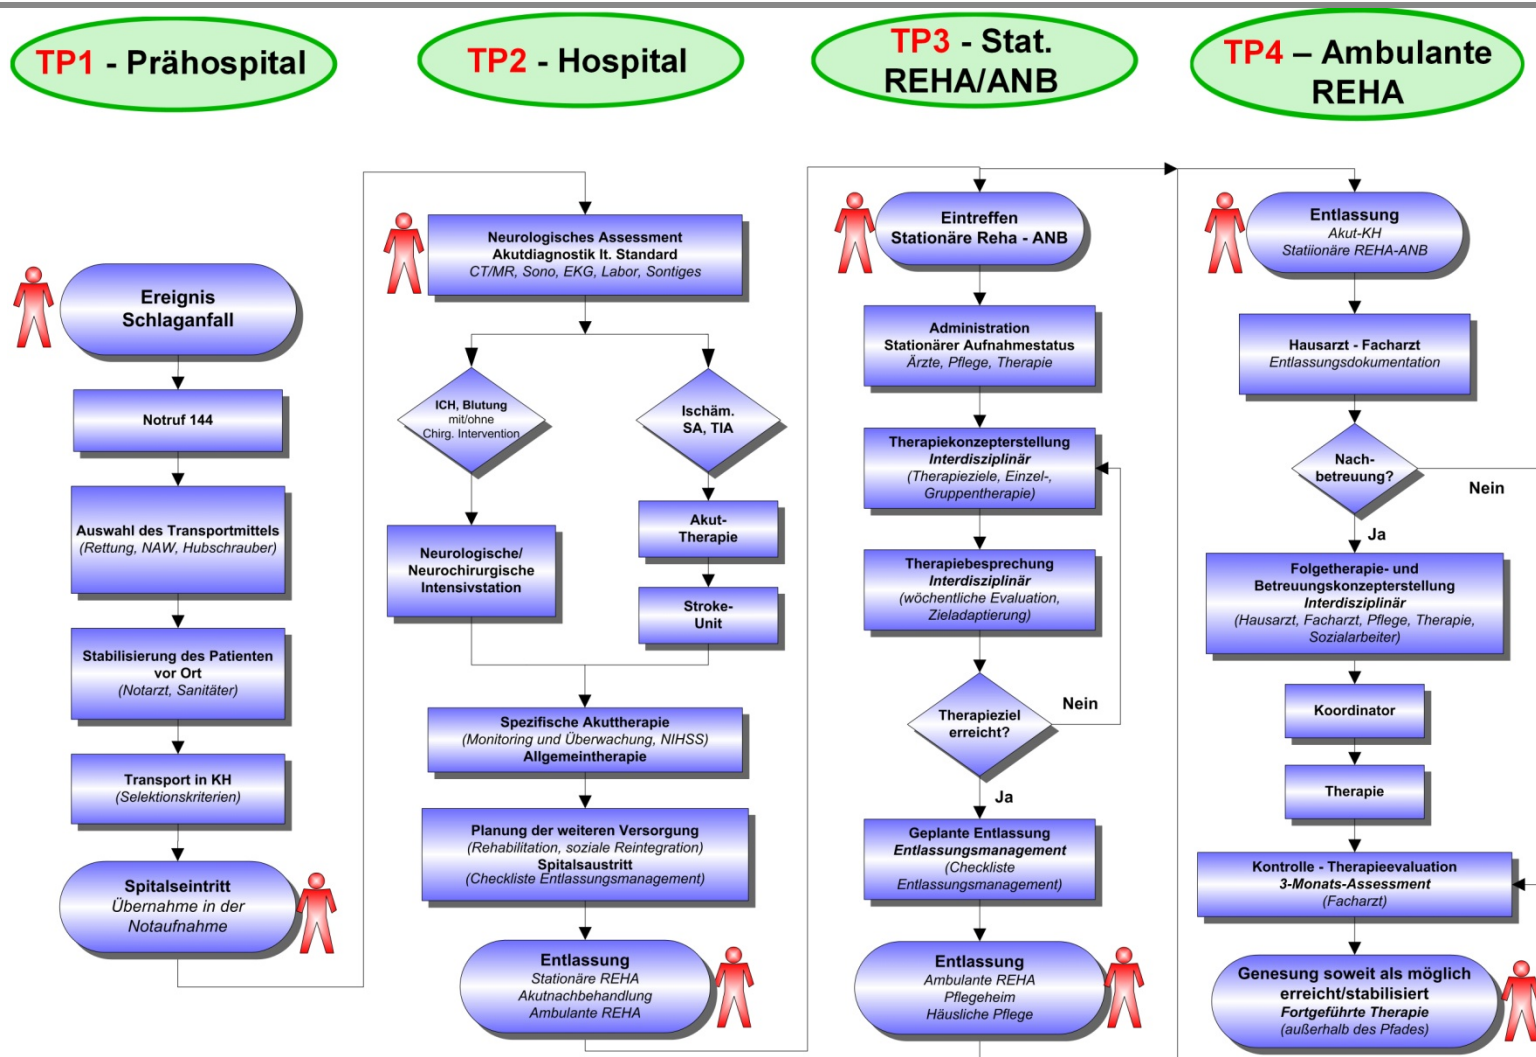 TP1 - Prähospital
TP2 - Hospital
TP3 - Stat.
REHA/ANB
TP4 – Ambulante
REHA
Ereignis
Schlaganfall
Notruf 144
Auswahl des Transportmittels
(Rettung, NAW, Hubschrauber)
Stabilisierung des Patienten
vor Ort
(Notarzt, Sanitäter)
Transport in KH
(Selektionskriterien)
Spitalseintritt
Übernahme in der
Notaufnahme
Neurologisches Assessment
Akutdiagnostik lt. Standard
CT/MR, Sono, EKG, Labor, Sontiges
ICH, Blutung
mit/ohne
Chirg. Intervention
Ischäm.
SA, TIA
Neurologische/
Neurochirurgische
Intensivstation
Akut-
Therapie
Stroke-
Unit
Spezifische Akuttherapie
(Monitoring und Überwachung, NIHSS)
Allgemeintherapie
Planung der weiteren Versorgung
(Rehabilitation, soziale Reintegration)
Spitalsaustritt
(Checkliste Entlassungsmanagement)
Entlassung
Stationäre REHA
Akutnachbehandlung
Ambulante REHA
Eintreffen
Stationäre Reha - ANB
Administration
Stationärer Aufnahmestatus
Ärzte, Pflege, Therapie
Therapiekonzepterstellung
Interdisziplinär
(Therapieziele, Einzel-,
Gruppentherapie)
Therapiebesprechung
Interdisziplinär
(wöchentliche Evaluation,
Zieladaptierung)
Therapieziel
erreicht?
Nein
Ja
Geplante Entlassung
Entlassungsmanagement
(Checkliste
Entlassungsmanagement)
Entlassung
Ambulante REHA
Pflegeheim
Häusliche Pflege
Entlassung
Akut-KH
Statiionäre REHA-ANB
Hausarzt - Facharzt
Entlassungsdokumentation
Nach-
betreuung?
Nein
Ja
Folgetherapie- und
Betreuungskonzepterstellung
Interdisziplinär
(Hausarzt, Facharzt, Pflege, Therapie,
Sozialarbeiter)
Koordinator
Therapie
Kontrolle - Therapieevaluation
3-Monats-Assessment
(Facharzt)
Genesung soweit als möglich
erreicht/stabilisiert
Fortgeführte Therapie
(außerhalb des Pfades)